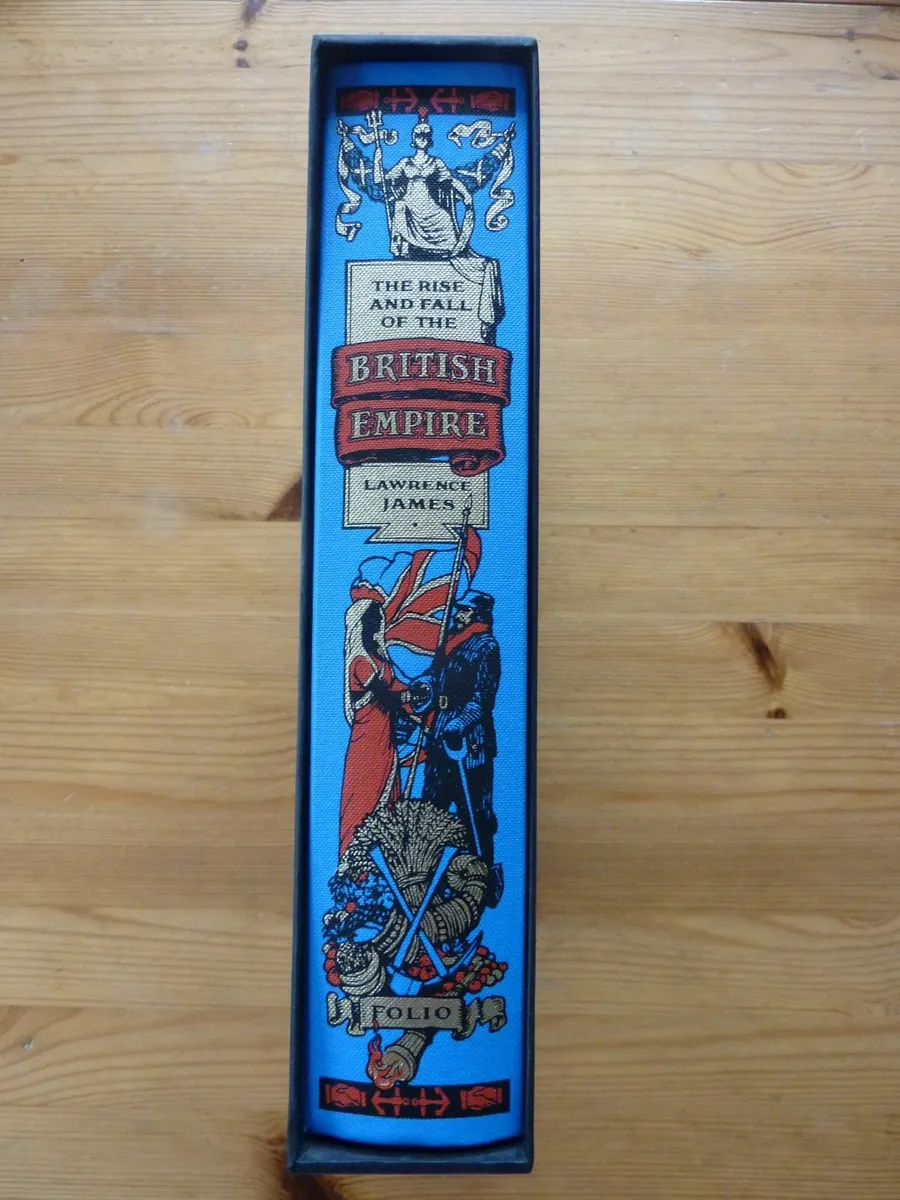 THE RISE
AND FALL
OF THE
BRITISH
EMPIRE
LAWRENCE
JAMES
FOLIO